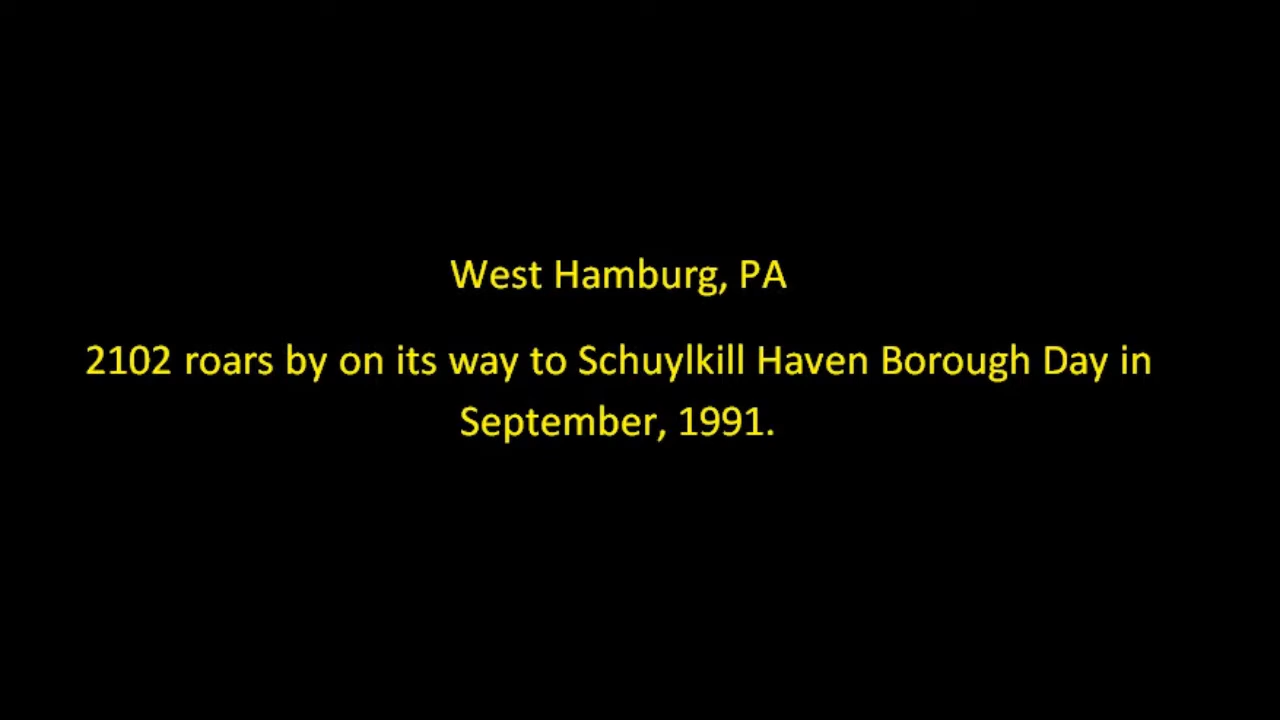 West Hamburg, PA
2102 roars by on its way to Schuylkill Haven Borough Day in
September, 1991.